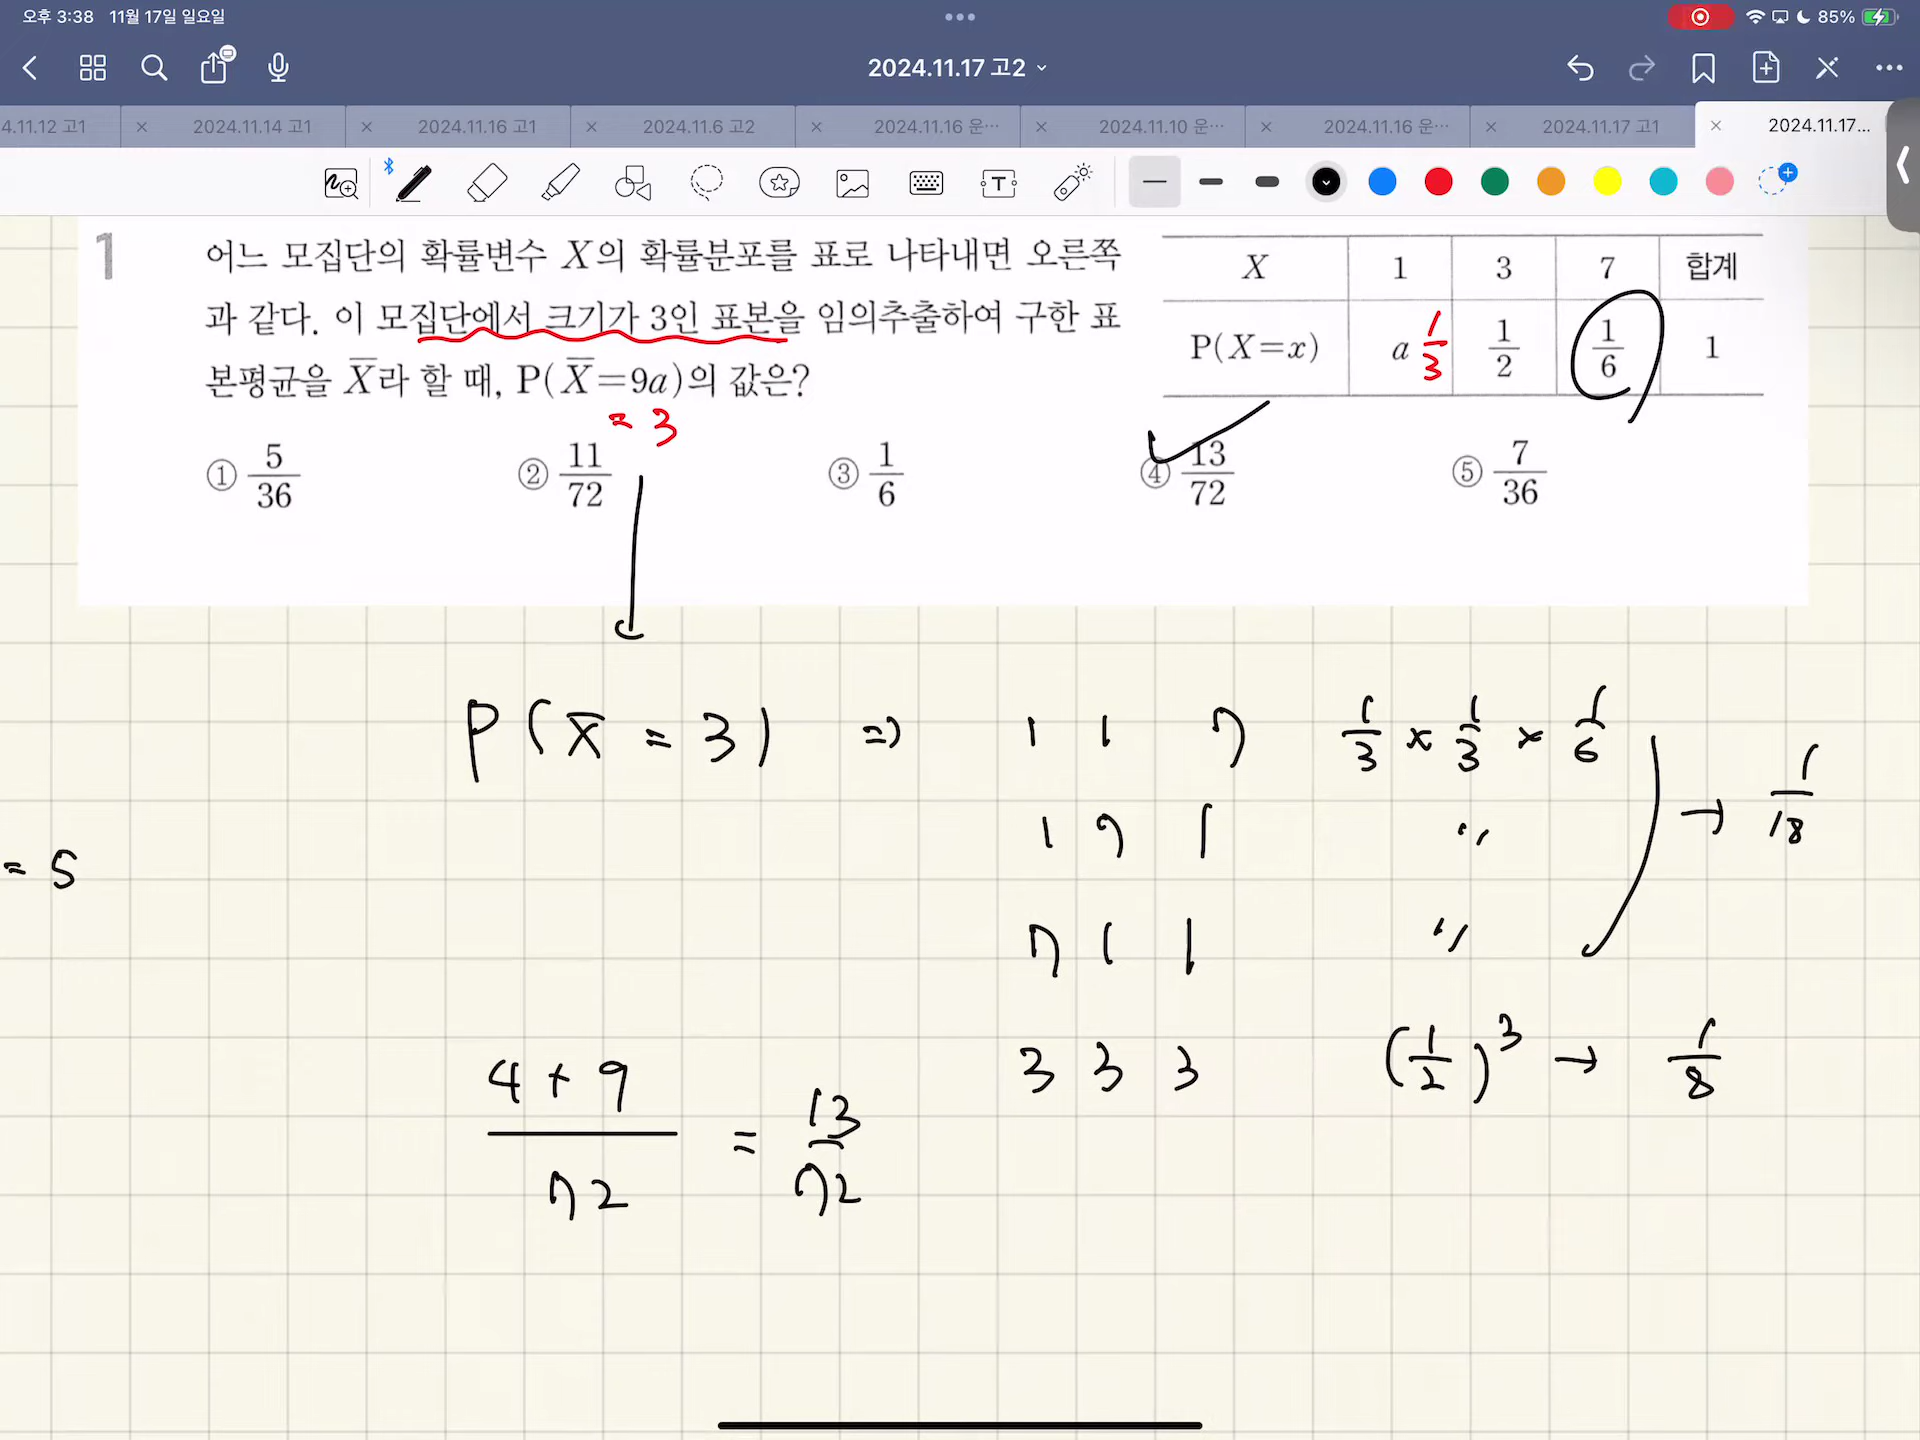 오후 3:38 11월 17일 일요일
85%
2024.11.17 고2
4.11.12 고1
2024.11.14 고1
2024.11.16 고1
2024.11.6 고2
2024.11.16 운…
2024.11.10 운…
2024.11.16 운…
2024.11.17 고1
2024.11.17...
1
어느 모집단의 확률변수 X의 확률분포를 표로 나타내면 오른쪽
과 같다. 이 모집단에서 크기가 3인 표본을 임의추출하여 구한 표
본평균을 X̄라 할 때, P(X̄=9a)의 값은?
= 3
X 1 3 7 합계
P(X=x) a 1/3 1/2 1/6 1
① 5/36 ② 11/72 ③ 1/6 ④ 13/72 ⑤ 7/36
P(X̄ = 3) => 1 1 7 1/3 × 1/3 × 1/6
1 7 1 〃 → 1/18
= 5
7 1 1 〃
3 3 3 (1/2)^3 → 1/8
4+9/72 = 13/72